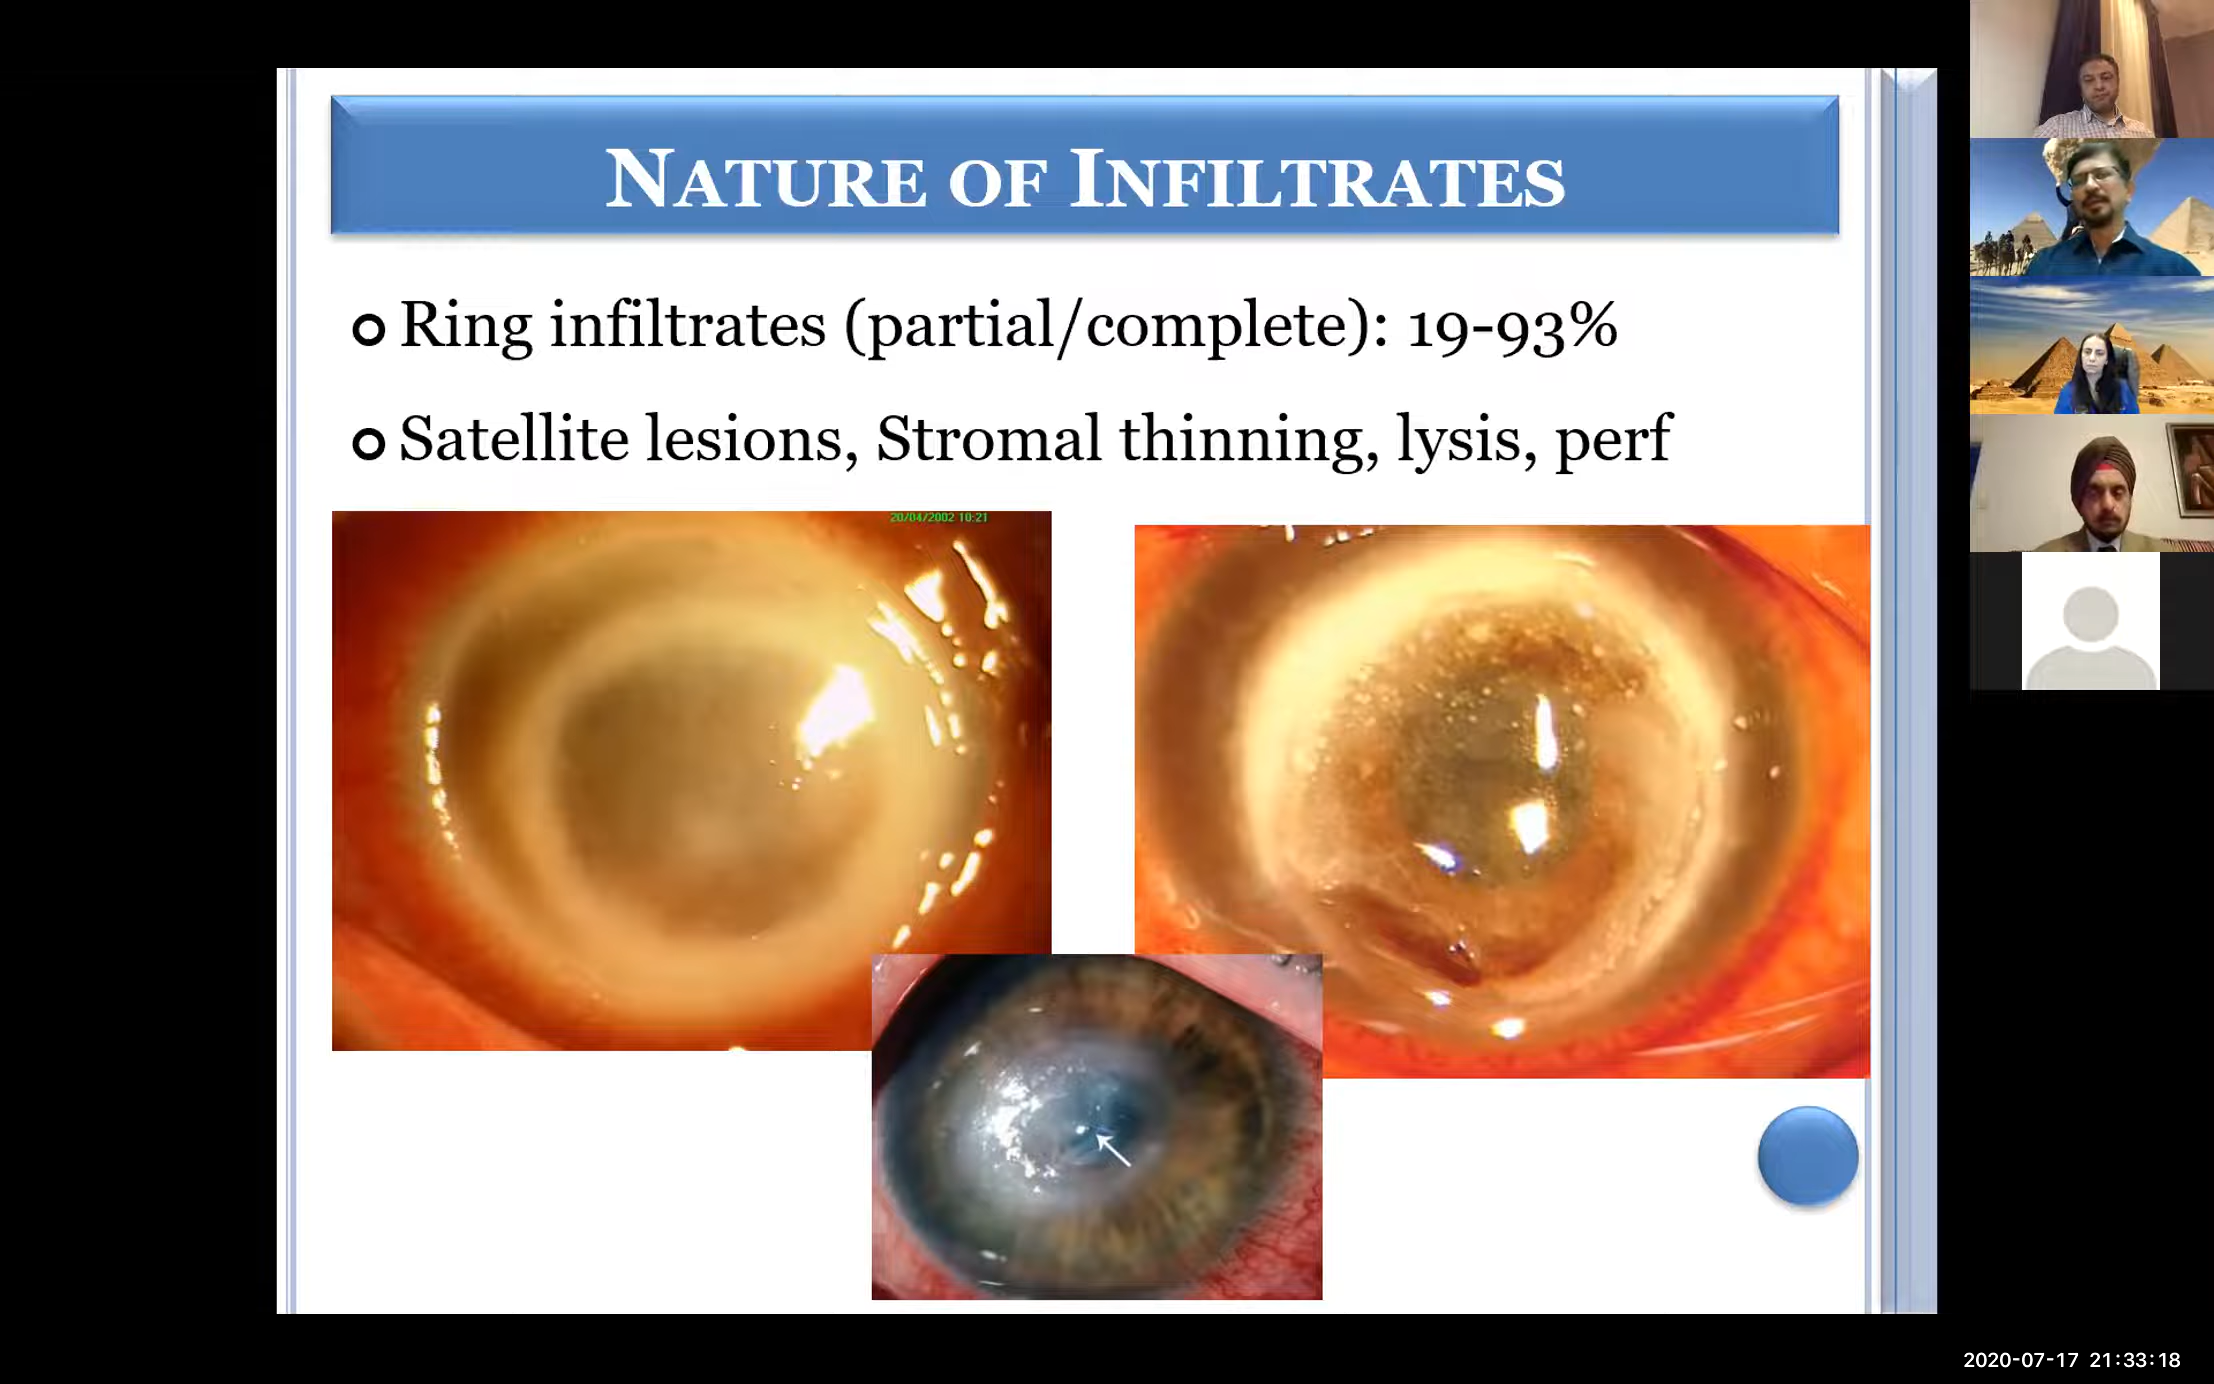 NATURE OF INFILTRATES
Ring infiltrates (partial/complete): 19-93%
Satellite lesions, Stromal thinning, lysis, perf
20/04/2002 10:21
2020-07-17 21:33:18